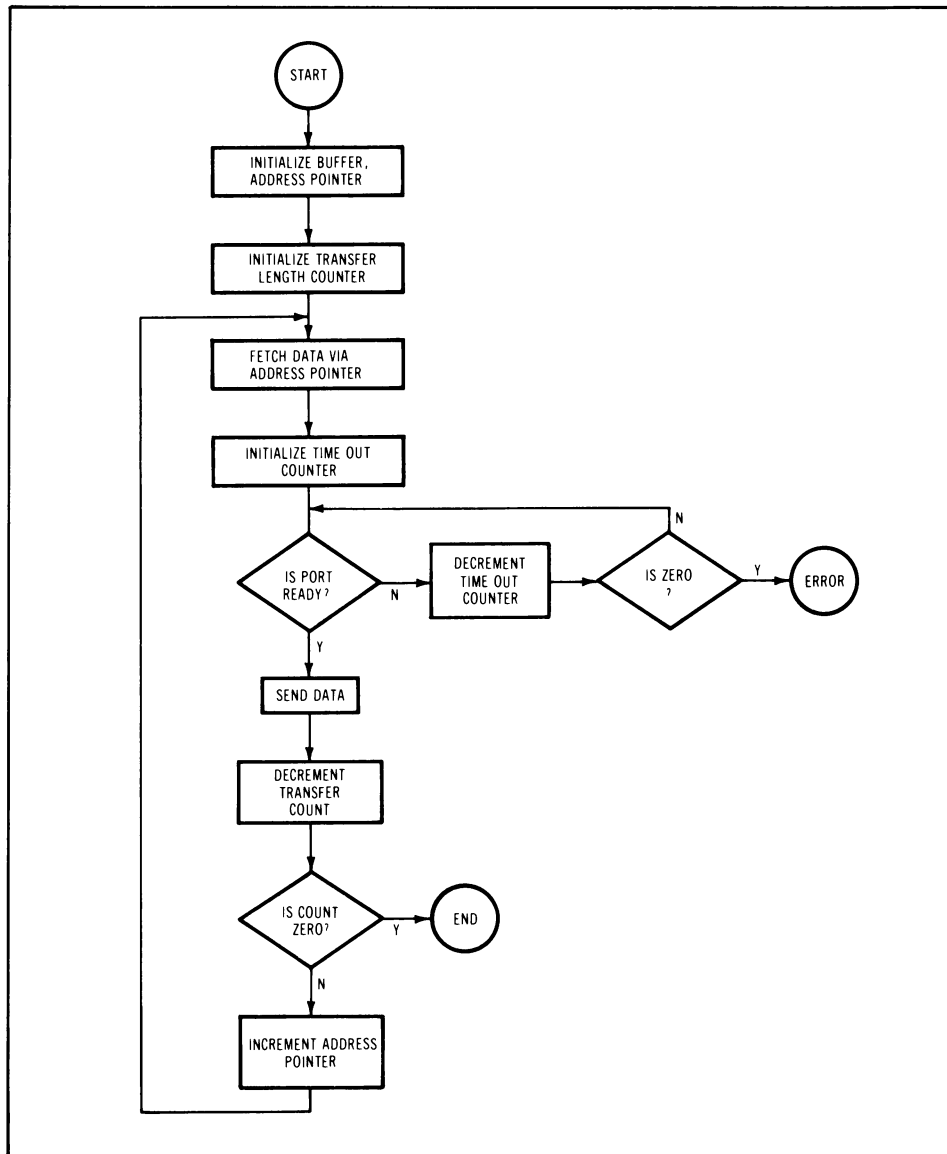 START
INITIALIZE BUFFER,
ADDRESS POINTER
INITIALIZE TRANSFER
LENGTH COUNTER
FETCH DATA VIA
ADDRESS POINTER
INITIALIZE TIME OUT
COUNTER
IS PORT
READY?
N
DECREMENT
TIME OUT
COUNTER
IS ZERO
?
N
Y
ERROR
Y
SEND DATA
DECREMENT
TRANSFER
COUNT
IS COUNT
ZERO?
Y
END
N
INCREMENT ADDRESS
POINTER